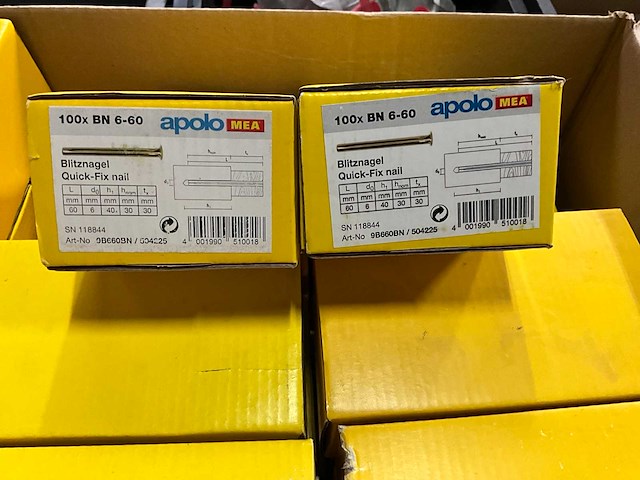 100x BN 6-60 apolo MEA
Blitznagel
Quick-Fix nail
L d₀ h₁ hnom tx
mm mm mm mm mm
60 6 40 30 30
SN 118844
Art-No 9B660BN / 504225
4 001990 510018
100x BN 6-60 apolo MEA
Blitznagel
Quick-Fix nail
L d₀ h₁ hnom tx
mm mm mm mm mm
60 6 40 30 30
SN 118844
Art-No 9B660BN / 504225
4 001990 510018